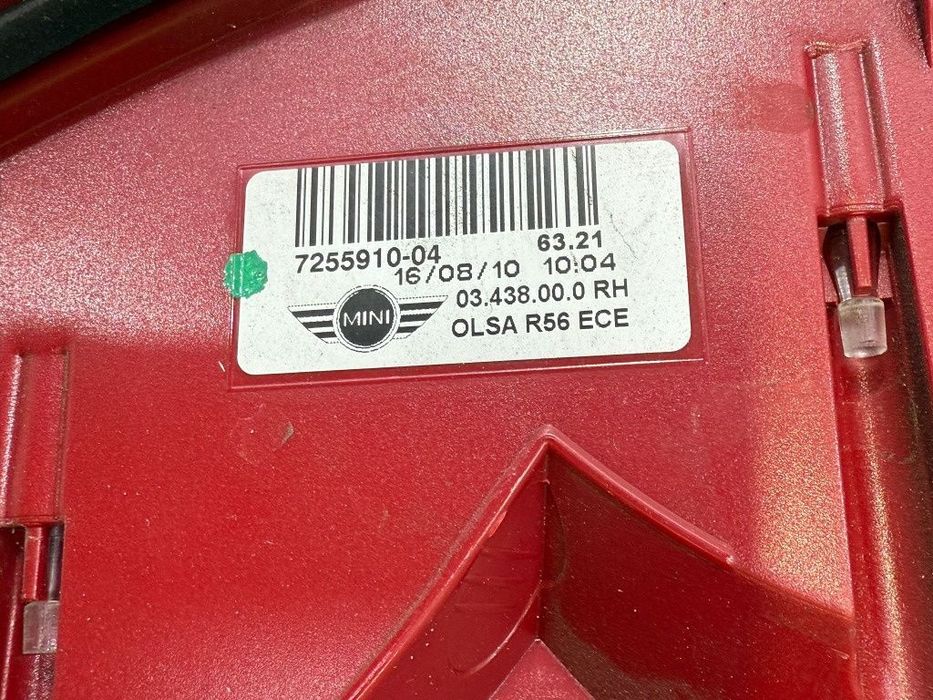 7255910-04 63.21
16/08/10 10:04
03.438.00.0 RH
MINI
OLSA R56 ECE